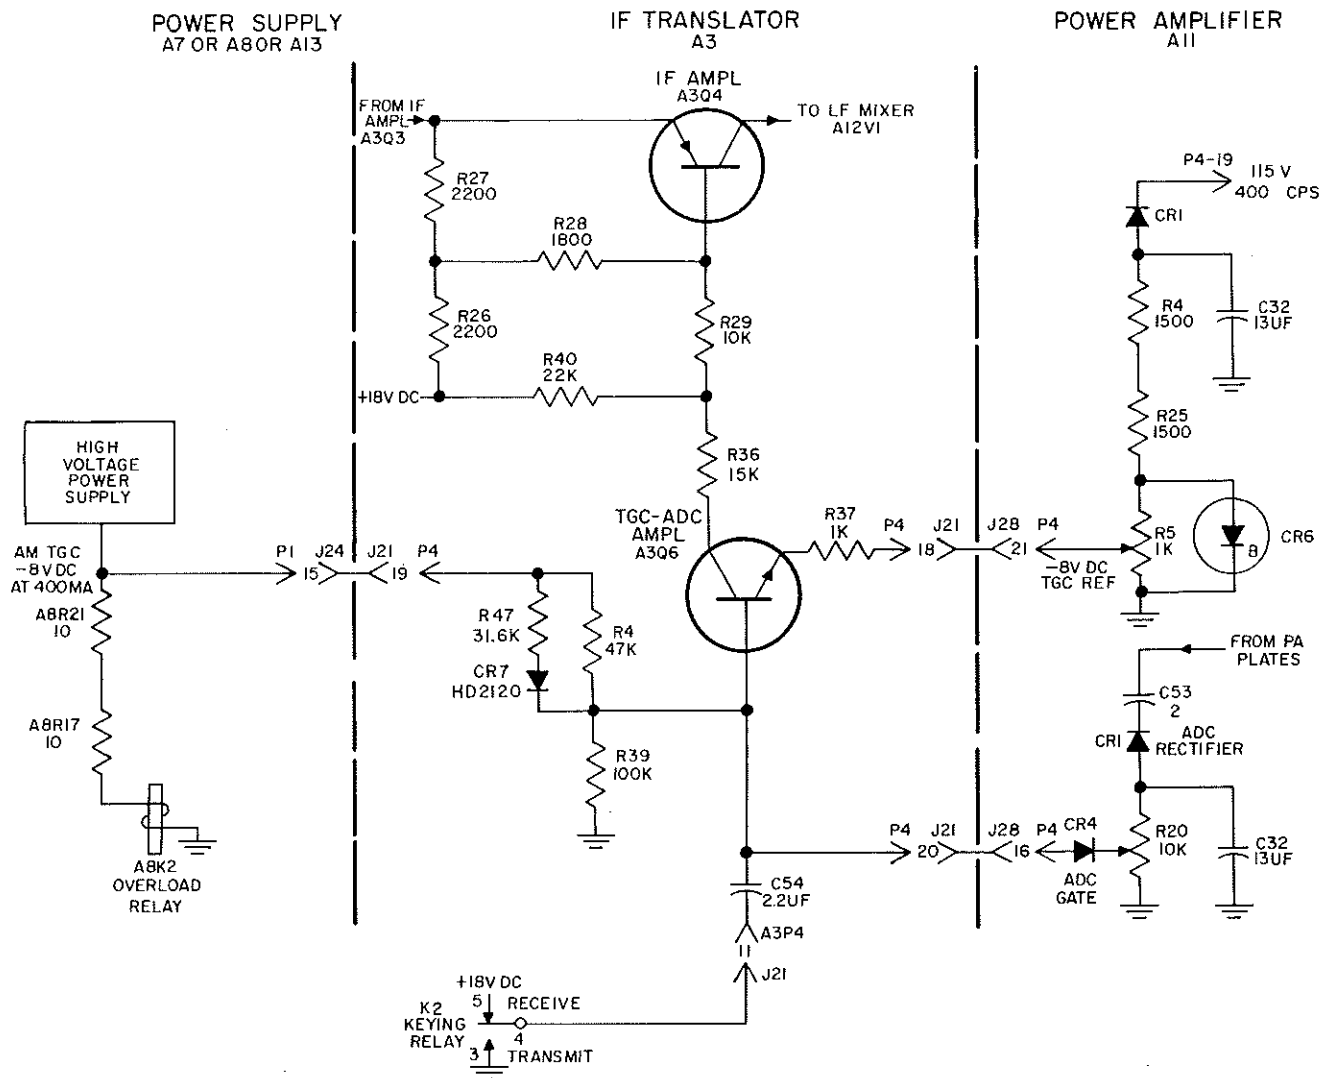 POWER SUPPLY
A7 OR A8 OR A13
IF TRANSLATOR
A3
POWER AMPLIFIER
A11
IF AMPL
A3Q4
FROM IF
AMPL
A3Q3
TO LF MIXER
A12V1
R27
2200
R28
1800
R26
2200
R29
10K
R40
22K
+18V DC
R36
15K
P4-19
115 V
400 CPS
CR1
R4
1500
C32
13UF
R25
1500
R5
1K
CR6
8
HIGH
VOLTAGE
POWER
SUPPLY
AM TGC
-8V DC
AT 400MA
P1
J24
J21
P4
15
19
TGC-ADC
AMPL
A3Q6
R37
1K
P4
J21
J28
P4
18
21
-8V DC
TGC REF
A8R21
10
R47
31.6K
R4
47K
CR7
HD2120
FROM PA
PLATES
C53
2
CR1
ADC
RECTIFIER
A8R17
10
R39
100K
P4
J21
J28
P4
CR4
20
16
ADC
GATE
R20
10K
C32
13UF
A8K2
OVERLOAD
RELAY
C54
2.2UF
A3P4
11
J21
+18V DC
5
RECEIVE
K2
KEYING
RELAY
4
3
TRANSMIT